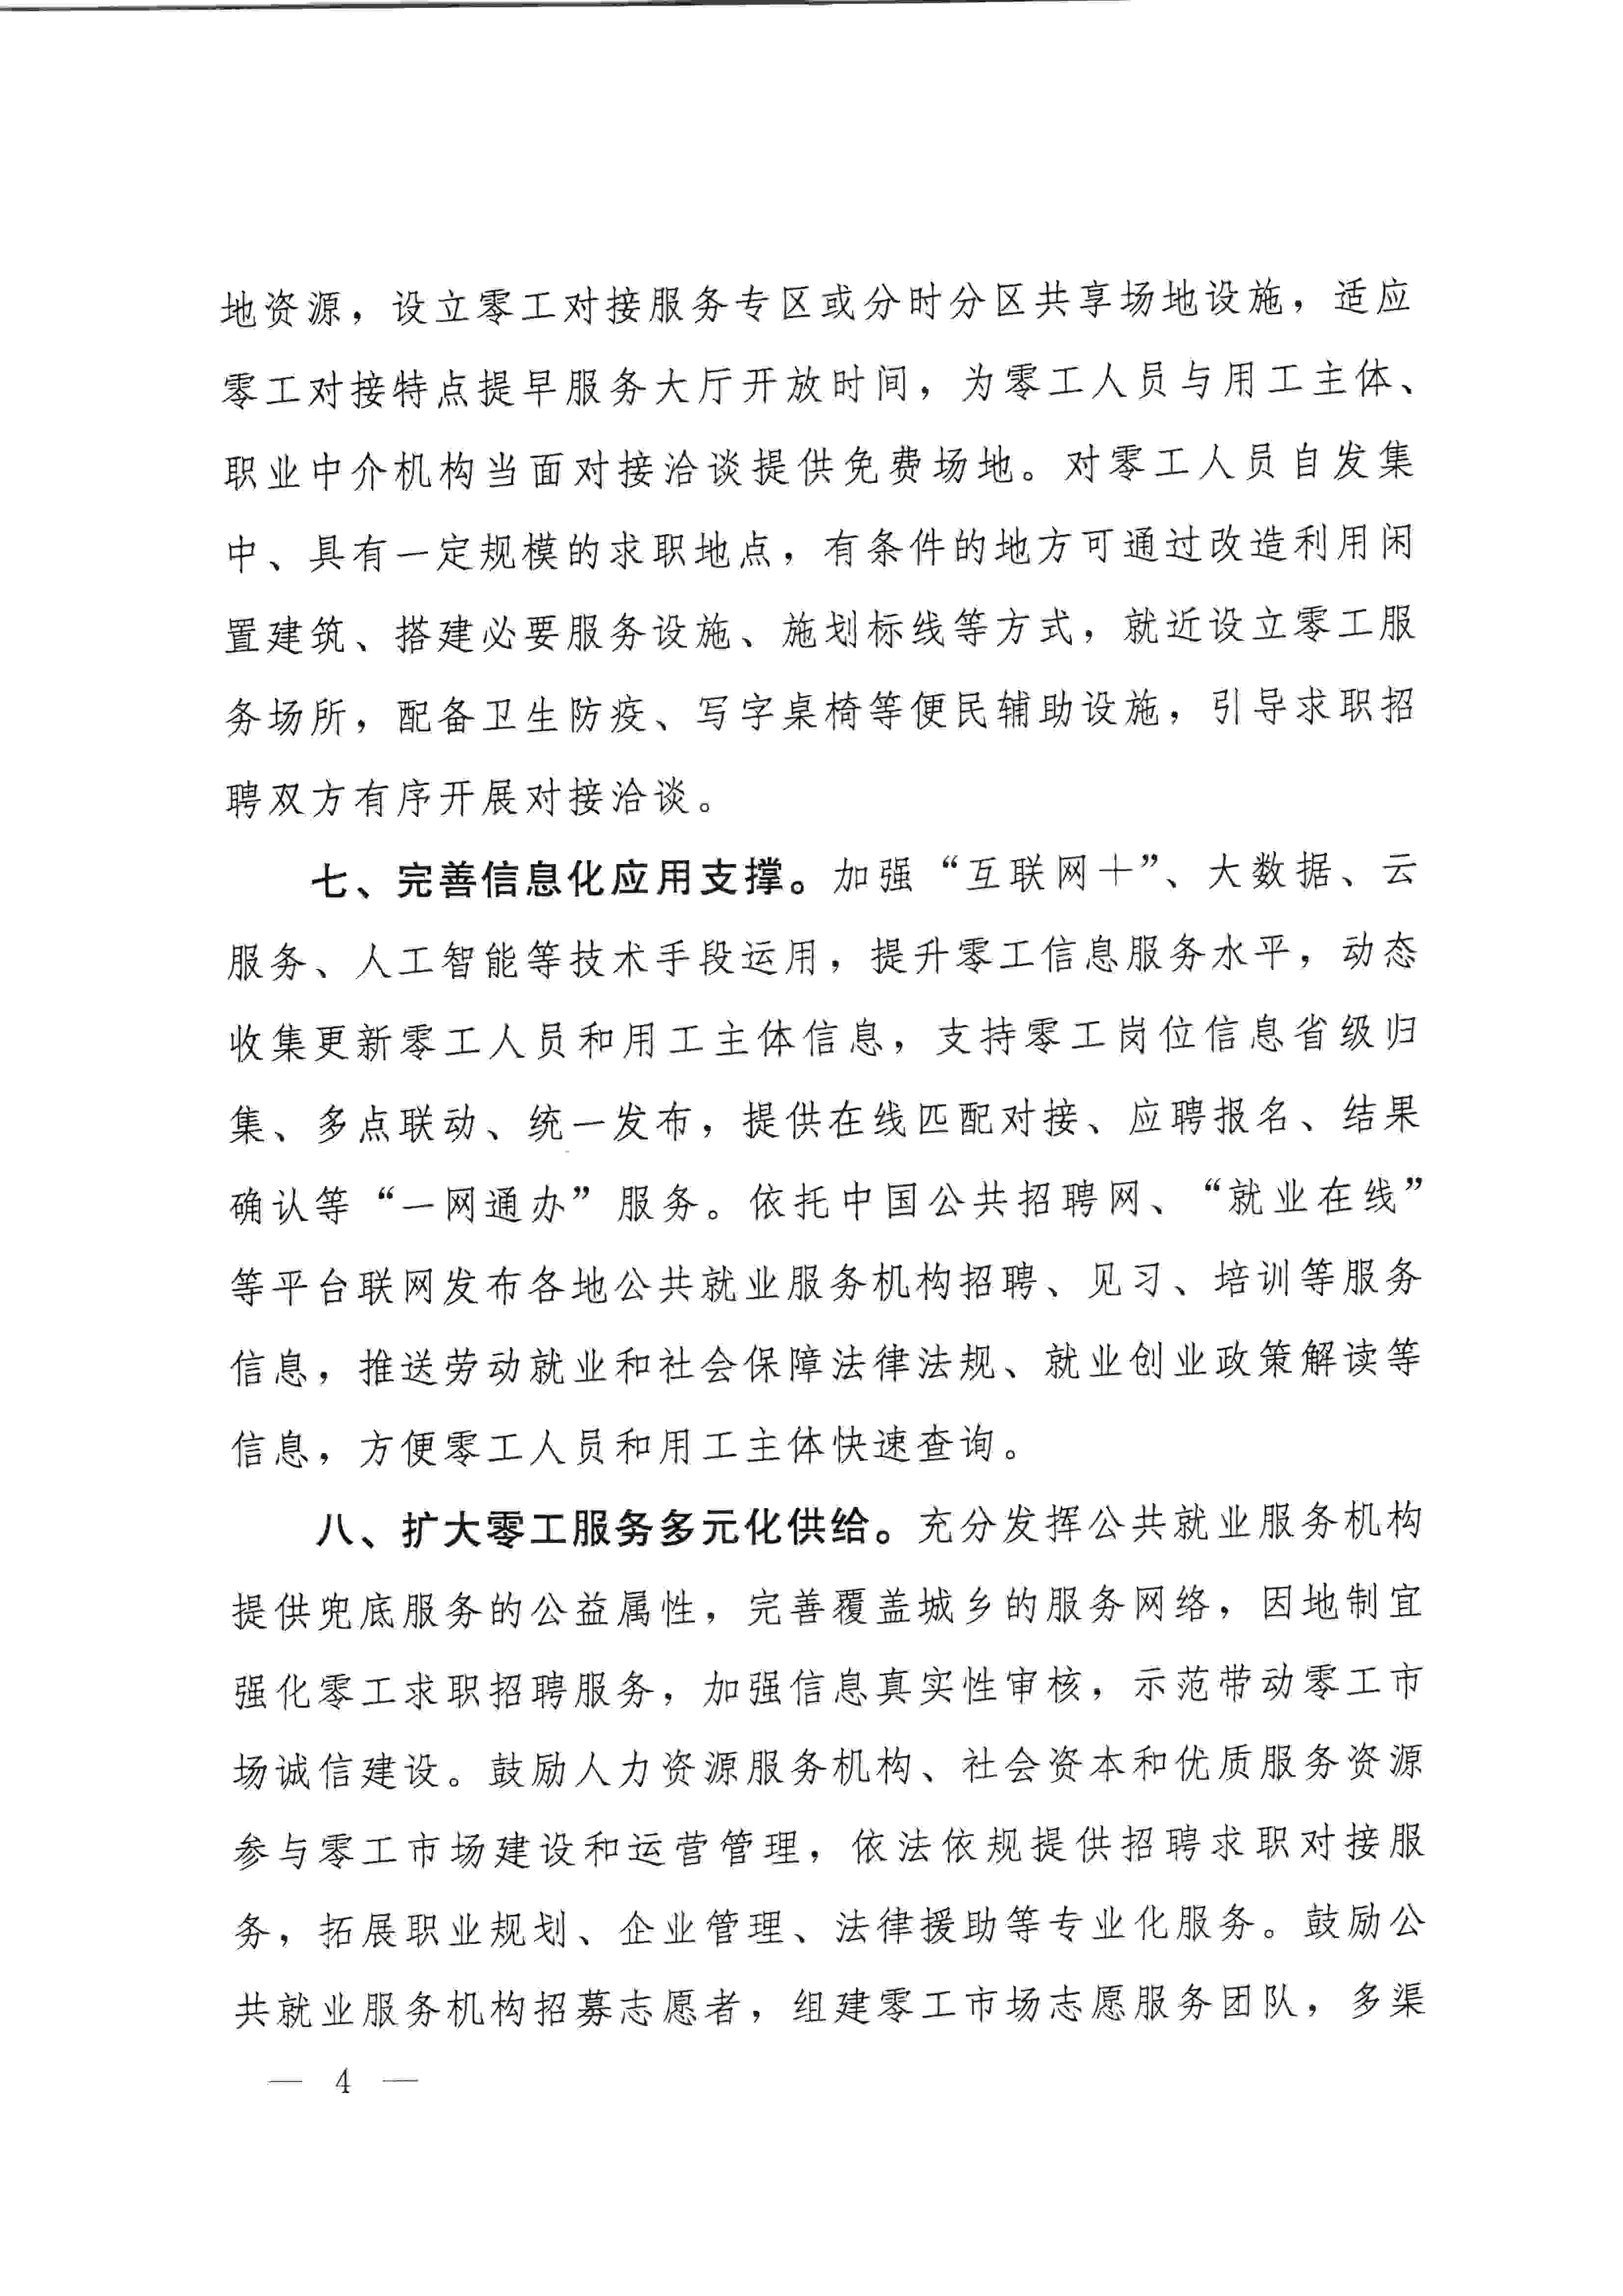 地资源，设立零工对接服务专区或分时分区共享场地设施，适应
零工对接特点提早服务大厅开放时间，为零工人员与用工主体、
职业中介机构当面对接洽谈提供免费场地。对零工人员自发集
中、具有一定规模的求职地点，有条件的地方可通过改造利用闲
置建筑、搭建必要服务设施、施划标线等方式，就近设立零工服
务场所，配备卫生防疫、写字桌椅等便民辅助设施，引导求职招
聘双方有序开展对接洽谈。
七、完善信息化应用支撑。加强“互联网＋”、大数据、云
服务、人工智能等技术手段运用，提升零工信息服务水平，动态
收集更新零工人员和用工主体信息，支持零工岗位信息省级归
集、多点联动、统一发布，提供在线匹配对接、应聘报名、结果
确认等“一网通办”服务。依托中国公共招聘网、“就业在线”
等平台联网发布各地公共就业服务机构招聘、见习、培训等服务
信息，推送劳动就业和社会保障法律法规、就业创业政策解读等
信息，方便零工人员和用工主体快速查询。
八、扩大零工服务多元化供给。充分发挥公共就业服务机构
提供兜底服务的公益属性，完善覆盖城乡的服务网络，因地制宜
强化零工求职招聘服务，加强信息真实性审核，示范带动零工市
场诚信建设。鼓励人力资源服务机构、社会资本和优质服务资源
参与零工市场建设和运营管理，依法依规提供招聘求职对接服
务，拓展职业规划、企业管理、法律援助等专业化服务。鼓励公
共就业服务机构招募志愿者，组建零工市场志愿服务团队，多渠
— 4 —